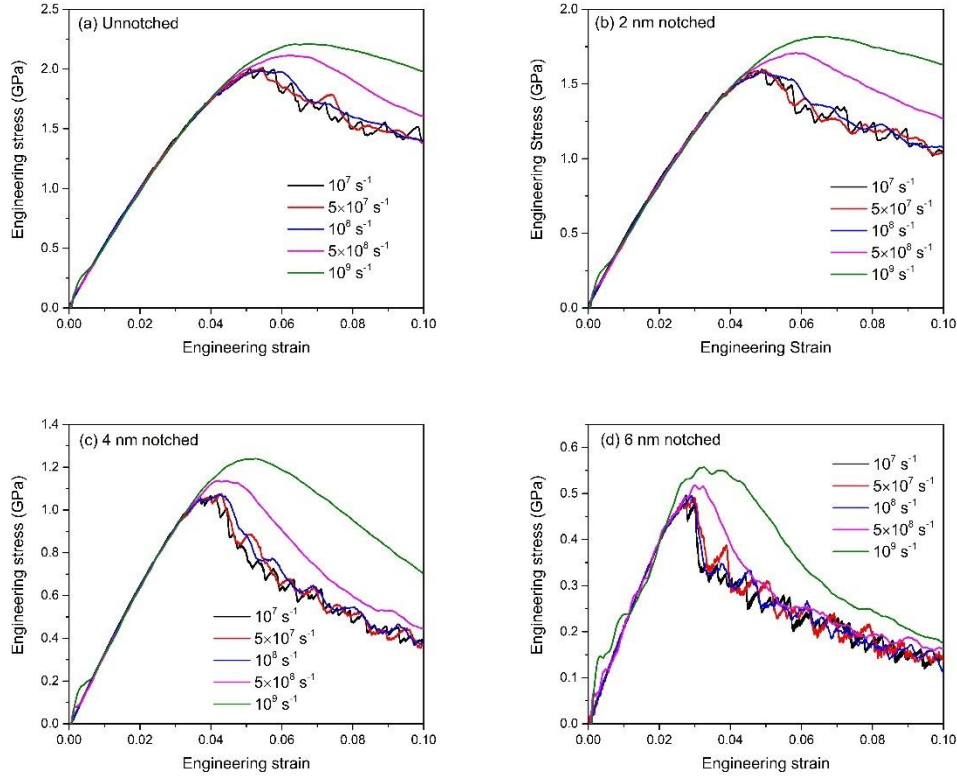 (a) Unnotched
Engineering stress (GPa)
2.5
2.0
1.5
1.0
0.5
0.0
10⁷ s⁻¹
5×10⁷ s⁻¹
10⁸ s⁻¹
5×10⁸ s⁻¹
10⁹ s⁻¹
0.00 0.02 0.04 0.06 0.08 0.10
Engineering strain
(b) 2 nm notched
Engineering Stress (GPa)
2.0
1.5
1.0
0.5
0.0
10⁷ s⁻¹
5×10⁷ s⁻¹
10⁸ s⁻¹
5×10⁸ s⁻¹
10⁹ s⁻¹
0.00 0.02 0.04 0.06 0.08 0.10
Engineering Strain
(c) 4 nm notched
Engineering stress (GPa)
1.4
1.2
1.0
0.8
0.6
0.4
0.2
0.0
10⁷ s⁻¹
5×10⁷ s⁻¹
10⁸ s⁻¹
5×10⁸ s⁻¹
10⁹ s⁻¹
0.00 0.02 0.04 0.06 0.08 0.10
Engineering strain
(d) 6 nm notched
Engineering stress (GPa)
0.6
0.5
0.4
0.3
0.2
0.1
0.0
10⁷ s⁻¹
5×10⁷ s⁻¹
10⁸ s⁻¹
5×10⁸ s⁻¹
10⁹ s⁻¹
0.00 0.02 0.04 0.06 0.08 0.10
Engineering strain